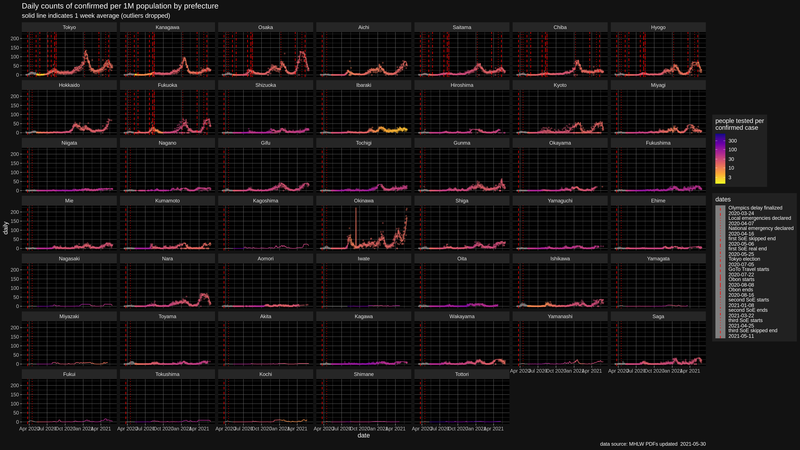 Daily counts of confirmed per 1M population by prefecture
solid line indicates 1 week average (outliers dropped)
Tokyo Kanagawa Osaka Aichi Saitama Chiba Hyogo
Hokkaido Fukuoka Shizuoka Ibaraki Hiroshima Kyoto Miyagi
Niigata Nagano Gifu Tochigi Gunma Okayama Fukushima
Mie Kumamoto Kagoshima Okinawa Shiga Yamaguchi Ehime
Nagasaki Nara Aomori Iwate Oita Ishikawa Yamagata
Miyazaki Toyama Akita Kagawa Wakayama Yamanashi Saga
Fukui Tokushima Kochi Shimane Tottori
200
150
100
50
0
daily
Apr 2020 Jul 2020 Oct 2020 Jan 2021 Apr 2021
date
people tested per
confirmed case
300
100
30
10
3
dates
Olympics delay finalized
2020-03-24
Local emergencies declared
2020-04-07
National emergency declared
2020-04-16
first SoE skipped end
2020-05-06
first SoE real end
2020-05-25
Tokyo election
2020-07-05
GoTo Travel starts
2020-07-22
Obon starts
2020-08-08
Obon ends
2020-08-16
second SoE starts
2021-01-08
second SoE ends
2021-03-22
third SoE starts
2021-04-25
third SoE skipped end
2021-05-11
data source: MHLW PDFs updated 2021-05-30